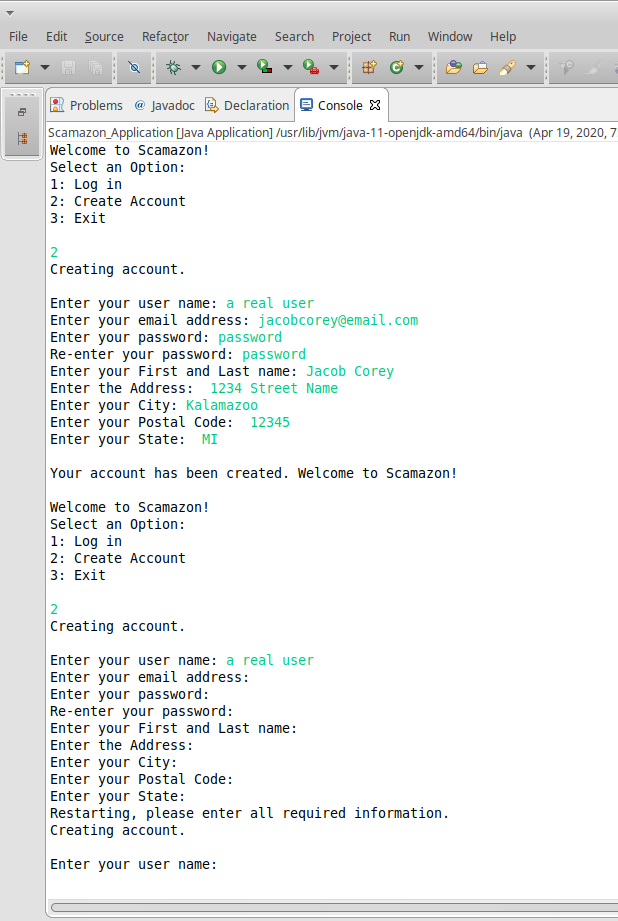 File Edit Source Refactor Navigate Search Project Run Window Help
Problems @ Javadoc Declaration Console
Scamazon_Application [Java Application] /usr/lib/jvm/java-11-openjdk-amd64/bin/java (Apr 19, 2020, 7
Welcome to Scamazon!
Select an Option:
1: Log in
2: Create Account
3: Exit
2
Creating account.
Enter your user name: a real user
Enter your email address: jacobcorey@email.com
Enter your password: password
Re-enter your password: password
Enter your First and Last name: Jacob Corey
Enter the Address:  1234 Street Name
Enter your City: Kalamazoo
Enter your Postal Code:  12345
Enter your State:  MI
Your account has been created. Welcome to Scamazon!
Welcome to Scamazon!
Select an Option:
1: Log in
2: Create Account
3: Exit
2
Creating account.
Enter your user name: a real user
Enter your email address:
Enter your password:
Re-enter your password:
Enter your First and Last name:
Enter the Address:
Enter your City:
Enter your Postal Code:
Enter your State:
Restarting, please enter all required information.
Creating account.
Enter your user name: